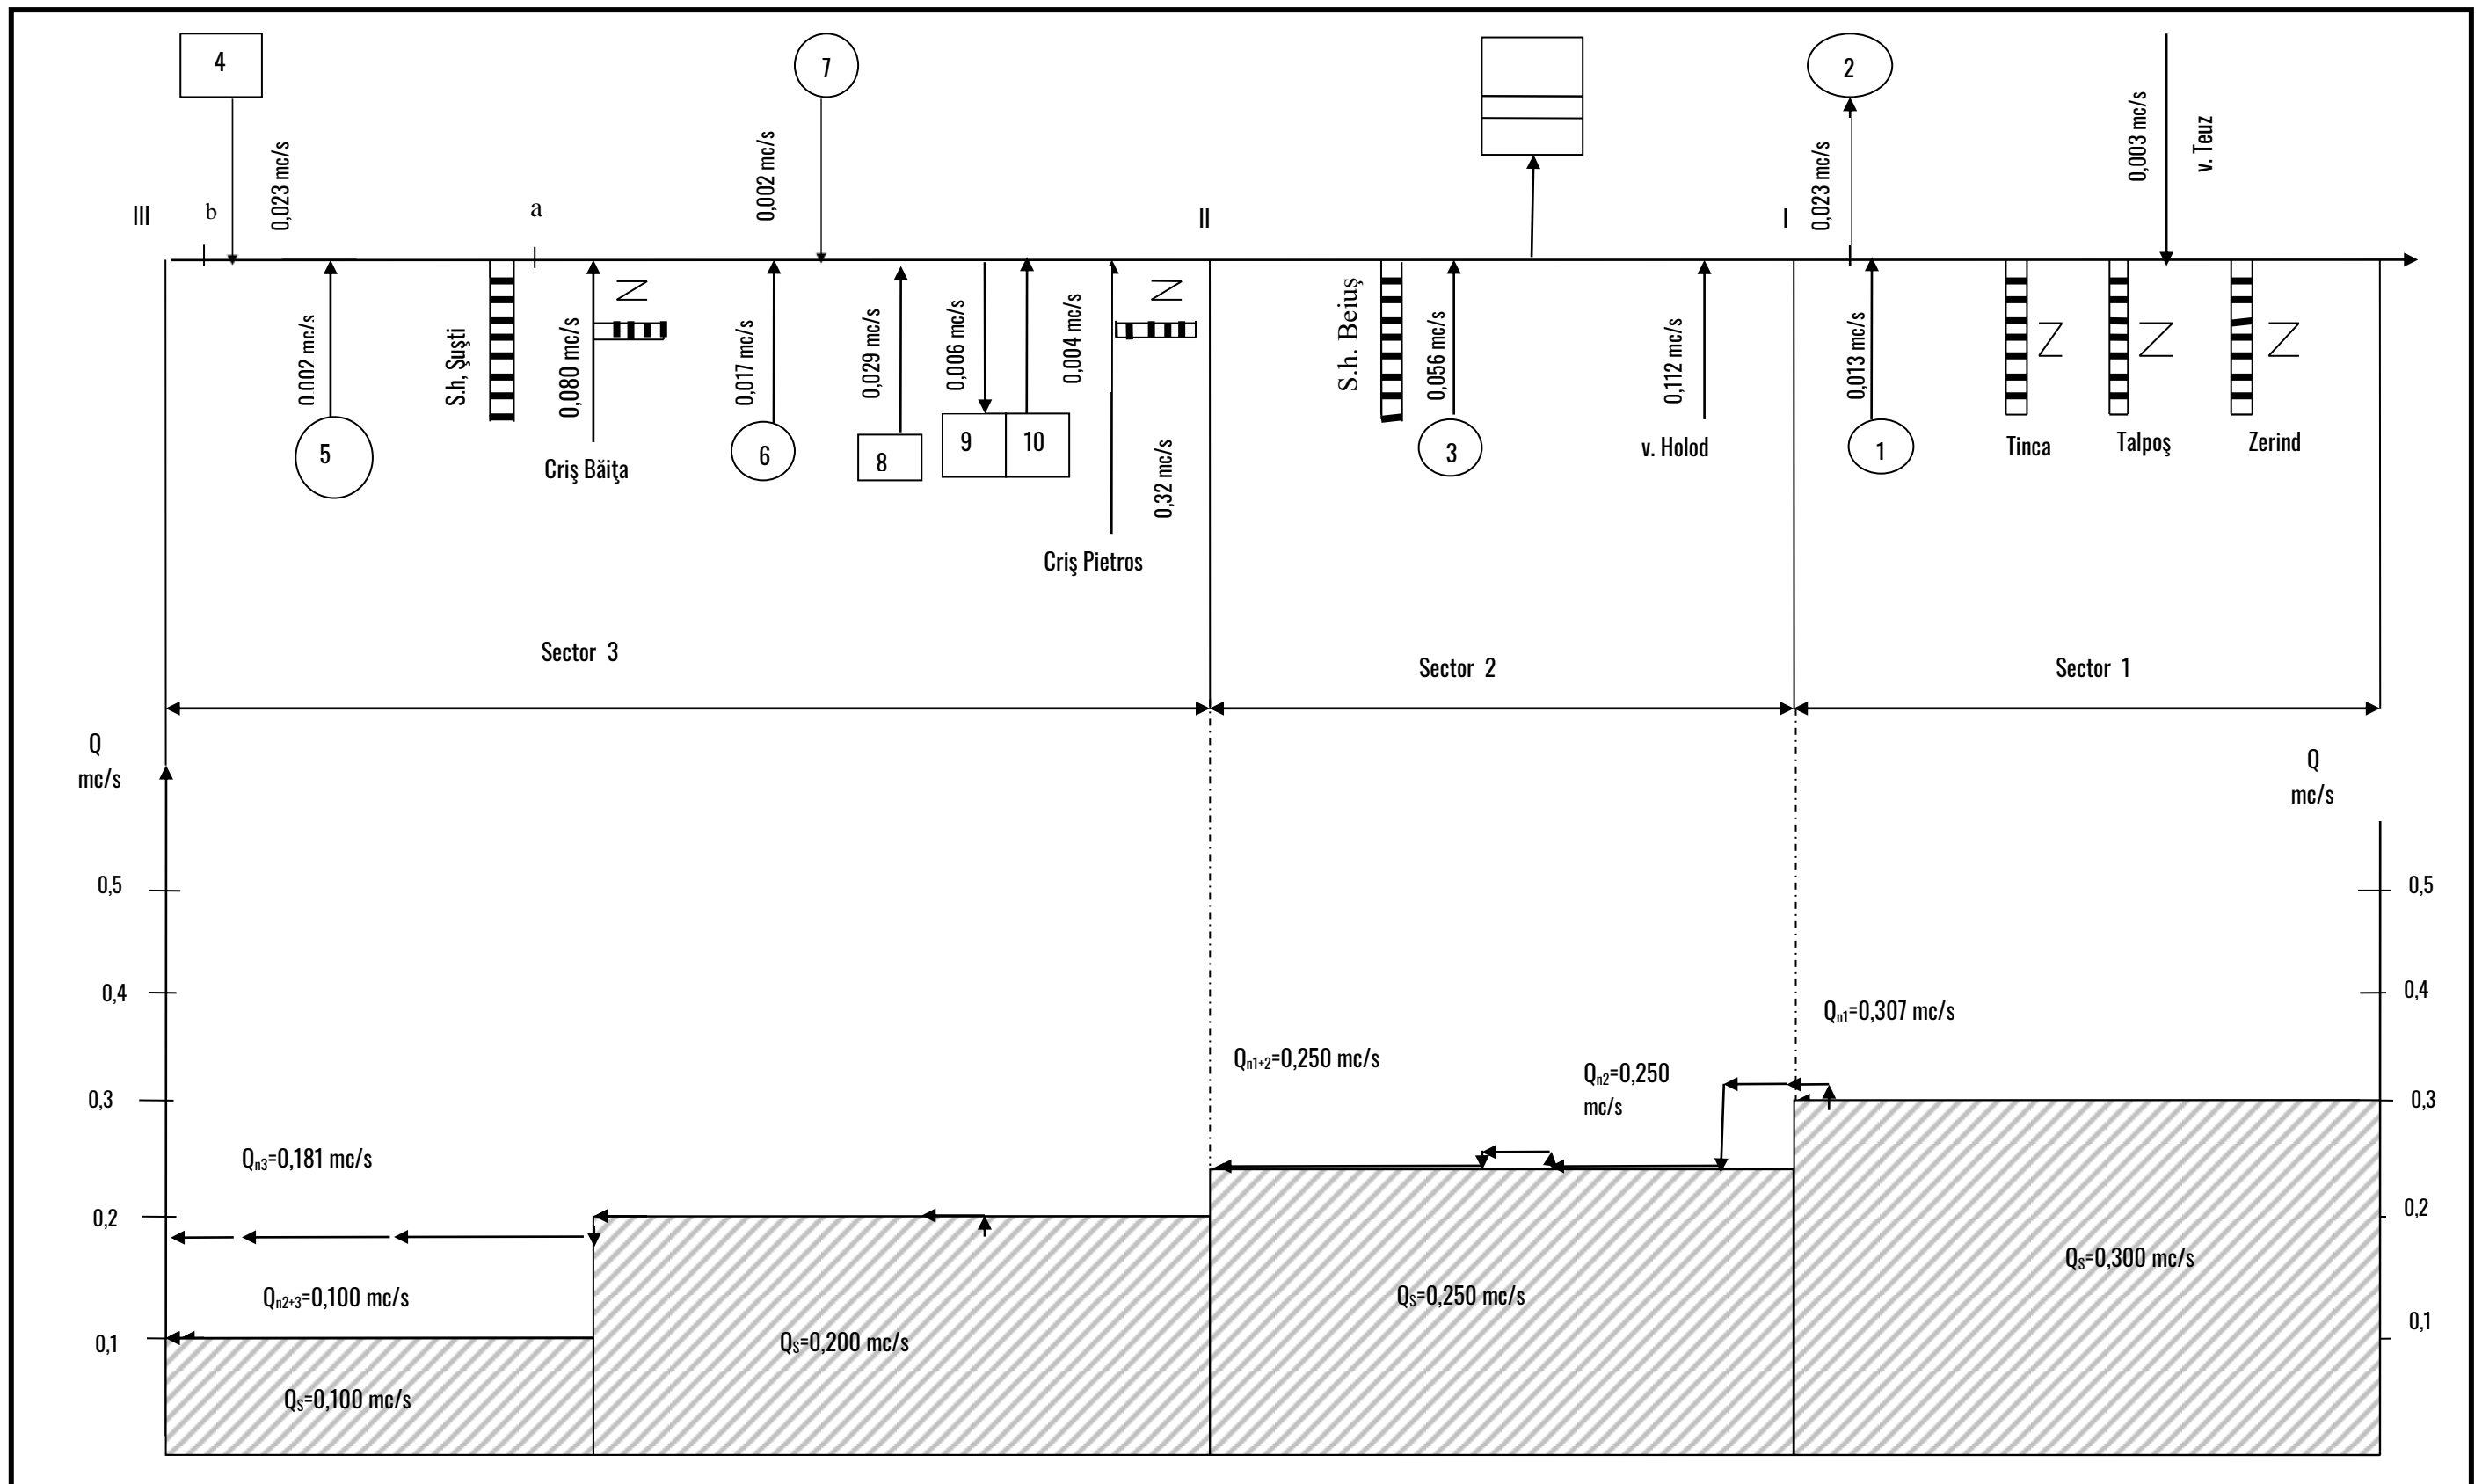 4
7
2
0,023 mc/s
0,002 mc/s
0,023 mc/s
0,003 mc/s
v. Teuz
III
b
a
II
I
0.002 mc/s
S.h, Şuşti
0,080 mc/s
N
0,017 mc/s
0,029 mc/s
0,006 mc/s
0,004 mc/s
N
S.h. Beiuş
0,056 mc/s
0,112 mc/s
0,013 mc/s
N
N
N
5
Criş Băiţa
6
8
9
10
0,32 mc/s
3
v. Holod
1
Tinca
Talpoş
Zerind
Criş Pietros
Sector 3
Sector 2
Sector 1
Q
mc/s
Q
mc/s
0,5
0,5
0,4
0,4
Qn1=0,307 mc/s
Qn1+2=0,250 mc/s
Qn2=0,250
mc/s
0,3
0,3
Qn3=0,181 mc/s
0,2
0,2
Qs=0,300 mc/s
Qn2+3=0,100 mc/s
Qs=0,250 mc/s
0,1
0,1
Qs=0,200 mc/s
Qs=0,100 mc/s